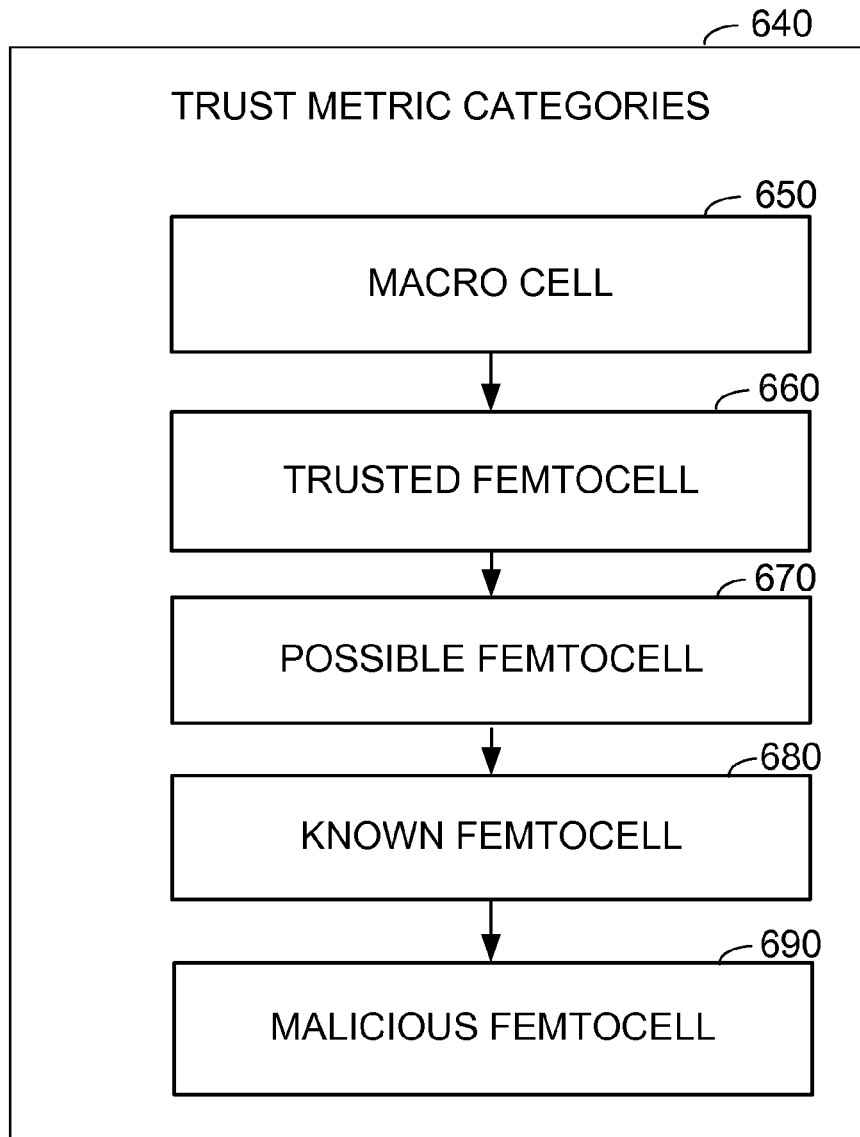 640
TRUST METRIC CATEGORIES
650
MACRO CELL
660
TRUSTED FEMTOCELL
670
POSSIBLE FEMTOCELL
680
KNOWN FEMTOCELL
690
MALICIOUS FEMTOCELL